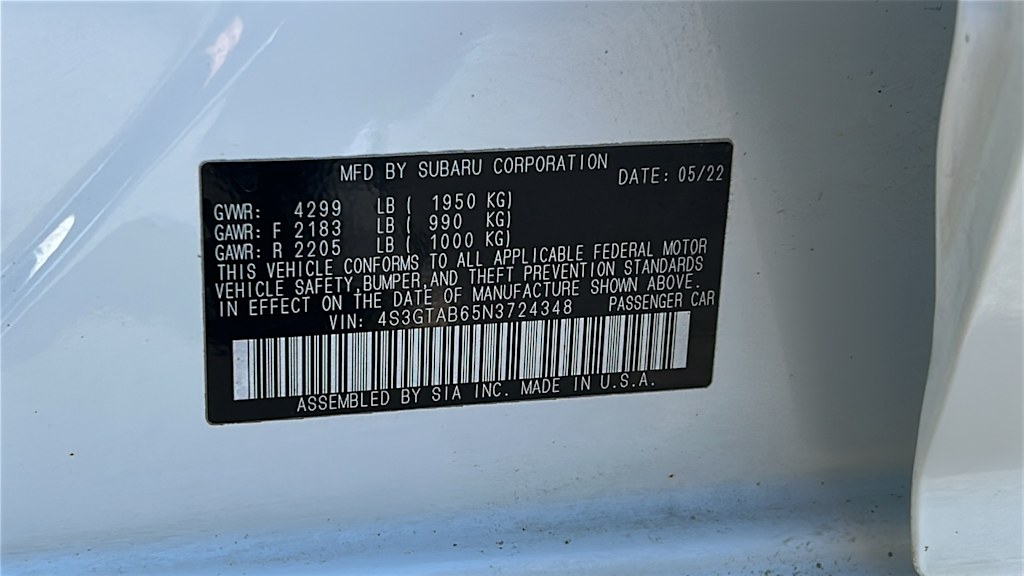 MFD BY SUBARU CORPORATION
DATE: 05/22
GVWR: 4299 LB ( 1950 KG)
GAWR: F 2183 LB ( 990 KG)
GAWR: R 2205 LB ( 1000 KG)
THIS VEHICLE CONFORMS TO ALL APPLICABLE FEDERAL MOTOR
VEHICLE SAFETY,BUMPER,AND THEFT PREVENTION STANDARDS
IN EFFECT ON THE DATE OF MANUFACTURE SHOWN ABOVE.
VIN: 4S3GTAB65N3724348 PASSENGER CAR
ASSEMBLED BY SIA INC. MADE IN U.S.A.